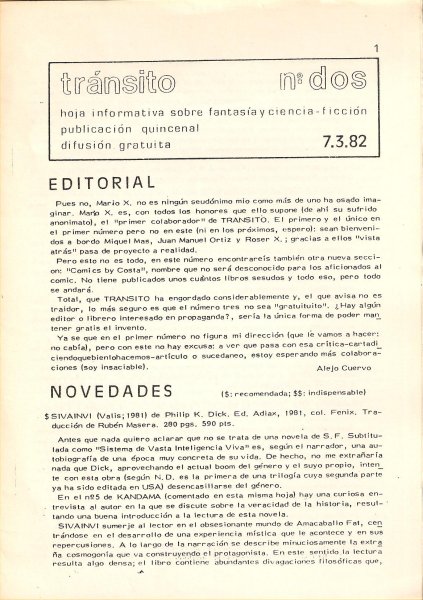 1
tránsito nº dos
hoja informativa sobre fantasía y ciencia-ficción
publicación quincenal
difusión gratuita 7.3.82
EDITORIAL
Pues no, Mario X. no es ningún seudónimo mio como más de uno ha osado ima-
ginar. Mario X. es, con todos los honores que ello supone (de ahí su sufrido
anonimato), el "primer colaborador" de TRANSITO. El primero y el único en
el primer número pero no en este (ni en los próximos, espero): sean bienveni-
dos a bordo Miquel Mas, Juan Manuel Ortiz y Roser X.; gracias a ellos "vista
atrás" pasa de proyecto a realidad.
Pero esto no es todo, en este número encontrareis también otra nueva secci-
on: "Comics by Costa", nombre que no será desconocido para los aficionados al
comic. No tiene publicados unos cuántos libros sesudos y todo eso, pero todo
se andará.
Total, que TRANSITO ha engordado considerablemente y, el que avisa no es
traidor, lo más seguro es que el número tres no sea "gratuituito". ¿Hay algún
editor o librero interesado en propaganda?, sería la única forma de poder man_
tener gratis el invento.
Ya se que en el primer número no figura mi dirección (que le vamos a hacer:
no cabía), pero con este no hay excusa: a ver que pasa con esa crítica-cartadi_
ciendoquebienlohacemos-artículo o sucedaneo, estoy esperando más colabora-
ciones (soy insaciable). Alejo Cuervo
NOVEDADES ($: recomendada; $$: indispensable)
$ SIVAINVI (Valis; 1981) de Philip K. Dick. Ed. Adiax, 1981, col. Fenix. Tra-
ducción de Rubén Masera. 280 pgs. 590 pts.
Antes que nada quiero aclarar que no se trata de una novela de S. F. Subtitu-
lada como "Sistema de Vasta Inteligencia Viva" es, según el narrador, una au-
tobiografía de una época muy concreta de su vida. De hecho, no me extrañaría
nada que Dick, aprovechando el actual boom del género y el suyo propio, inten_
te con esta obra (según N. D. es la primera de una trilogía cuya segunda parte
ya ha sido editada en USA) desencasillarse del género.
En el nº5 de KANDAMA (comentado en esta misma hoja) hay una curiosa en-
trevista al autor en la que se discute sobre la veracidad de la historia, resul-
tando una buena introducción a la lectura de esta novela.
SIVAINVI sumerje al lector en el obsesionante mundo de Amacaballo Fat, cen_
trándose en el desarrollo de una experiencia mística que le acontece y en sus
repercusiones. A lo largo de la narración se describe minuciosamente la extra
ña cosmogonía que va construyendo el protagonista. En este sentido la lectura
resulta algo densa; el libro contiene abundantes divagaciones filosóficas que,